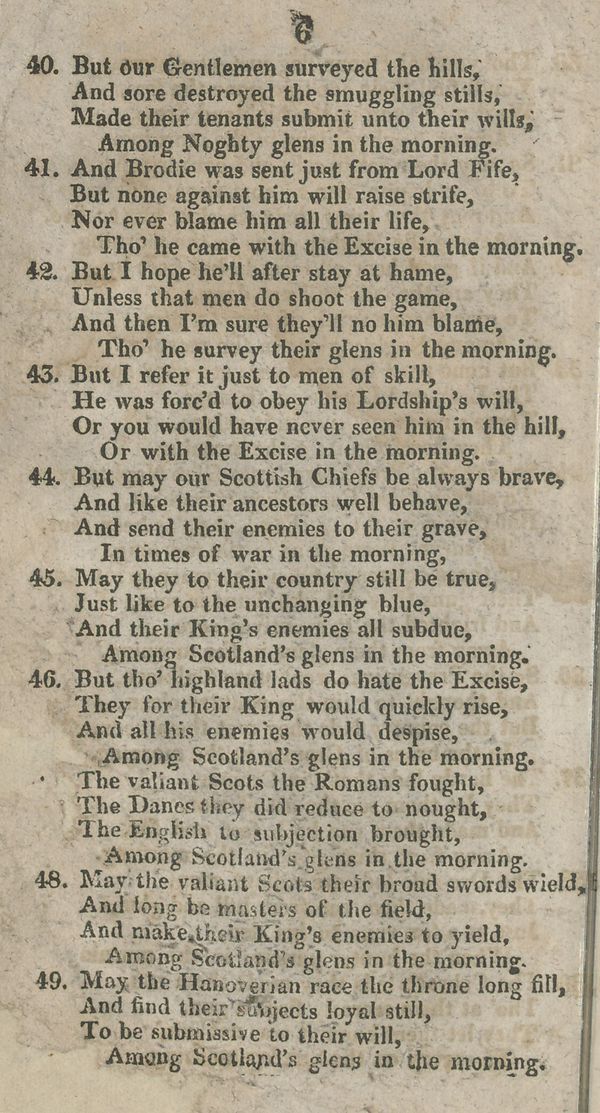 6
40. But our Gentlemen surveyed the hills,
And sore destroyed the smuggling stills,
Made their tenants submit unto their wills,
Among Noghty glens in the morning.
41. And Brodie was sent just from Lord Fife,
But none against him will raise strife,
Nor ever blame him all their life,
Tho' he came with the Excise in the morning.
42. But I hope he'll after stay at hame,
Unless that men do shoot the game,
And then I'm sure they'll no him blame,
Tho' he survey their glens in the morning.
43. But I refer it just to men of skill,
He was forc'd to obey his Lordship's will,
Or you would have never seen him in the hill,
Or with the Excise in the morning.
44. But may our Scottish Chiefs be always brave,
And like their ancestors well behave,
And send their enemies to their grave,
In times of war in the morning,
45. May they to their country still be true,
Just like to the unchanging blue,
And their King's enemies all subdue,
Among Scotland's glens in the morning.
46. But tho' highland lads do hate the Excise,
They for their King would quickly rise,
And all his enemies would despise,
Among Scotland's glens in the morning.
The valiant Scots the Romans fought,
The Danes they did reduce to nought,
The English to subjection brought,
Among Scotland's glens in the morning.
48. May the valiant Scots their broad swords wield,
And long be masters of the field,
And make their King's enemies to yield,
Among Scotland's glens in the morning.
49. May the Hanoverian race the throne long fill,
And find their subjects loyal still,
To be submissive to their will,
Among Scotland's glens in the morning.